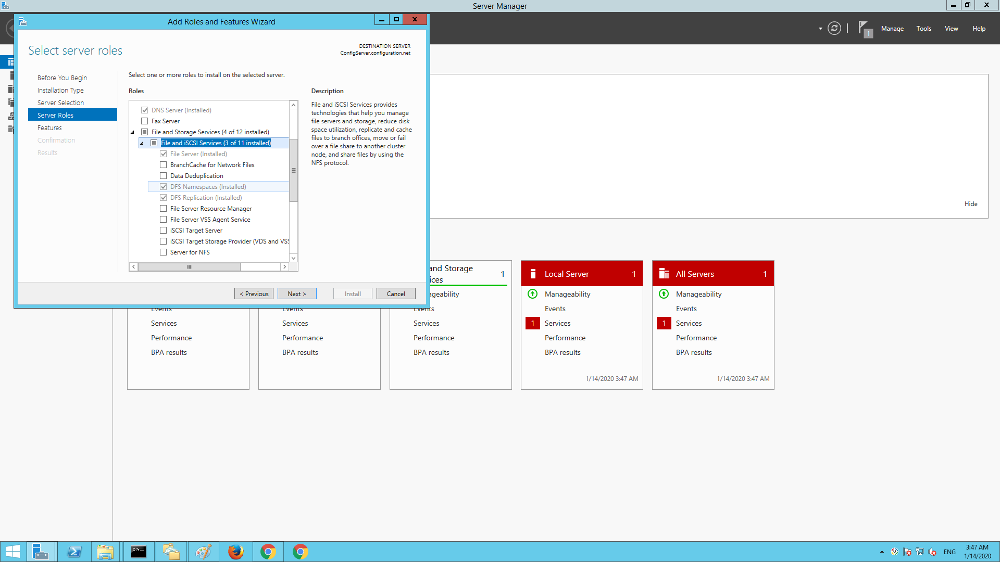 Server Manager
Add Roles and Features Wizard
1
Manage
Tools
View
Help
Select server roles
DESTINATION SERVER
ConfigServer.configuration.net
Before You Begin
Installation Type
Server Selection
Server Roles
Features
Confirmation
Results
Select one or more roles to install on the selected server.
Roles
DNS Server (Installed)
Fax Server
File and Storage Services (4 of 12 installed)
File and iSCSI Services (3 of 11 installed)
File Server (Installed)
BranchCache for Network Files
Data Deduplication
DFS Namespaces (Installed)
DFS Replication (Installed)
File Server Resource Manager
File Server VSS Agent Service
iSCSI Target Server
iSCSI Target Storage Provider (VDS and VSS
Server for NFS
Description
File and iSCSI Services provides
technologies that help you manage
file servers and storage, reduce disk
space utilization, replicate and cache
files to branch offices, move or fail
over a file share to another cluster
node, and share files by using the
NFS protocol.
< Previous
Next >
Install
Cancel
Hide
Events
Services
Performance
BPA results
Events
Services
Performance
BPA results
and Storage
ices
1
ageability
Events
Services
Performance
BPA results
Local Server
1
Manageability
Events
1
Services
Performance
BPA results
1/14/2020 3:47 AM
All Servers
1
Manageability
Events
1
Services
Performance
BPA results
1/14/2020 3:47 AM
C:\.
ENG
3:47 AM
1/14/2020